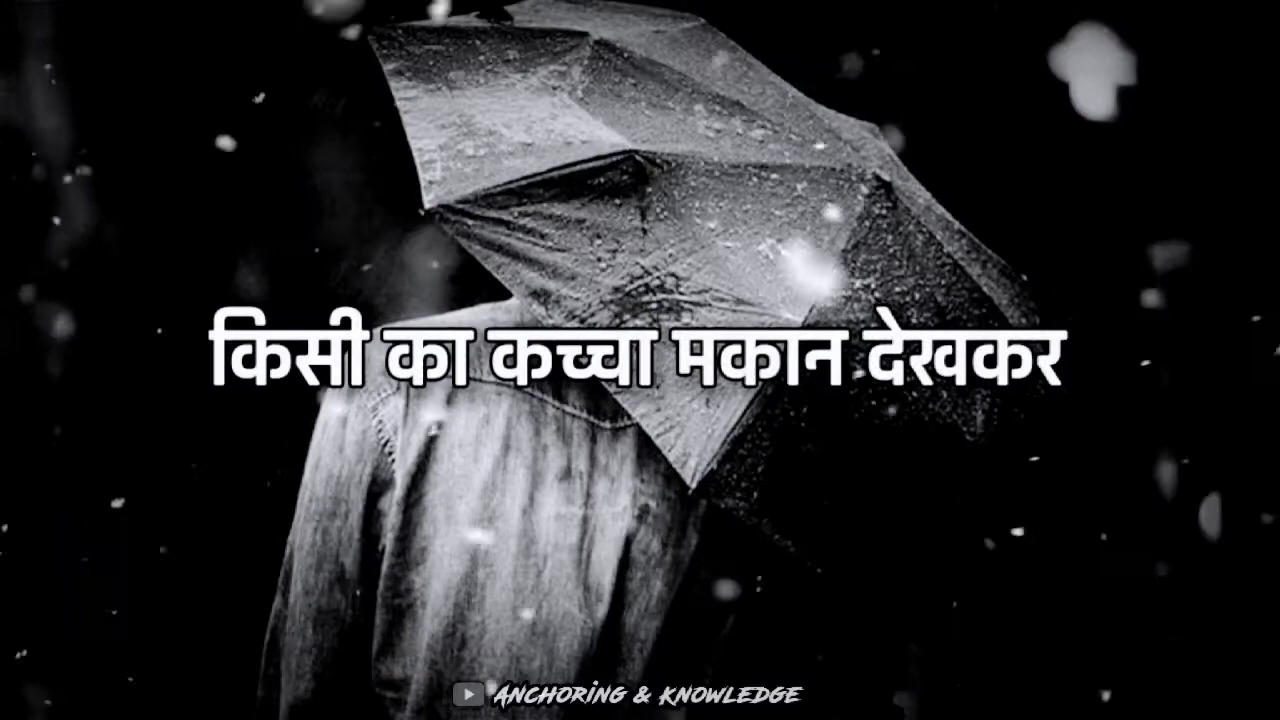 किसी का कच्चा मकान देखकर
ANCHORING & KNOWLEDGE